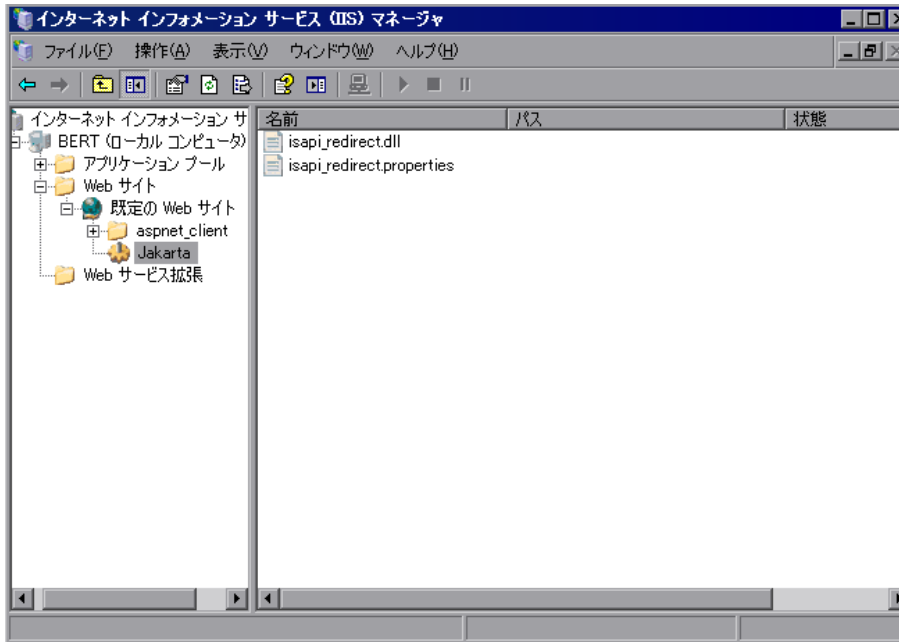 インターネット インフォメーション サービス (IIS) マネージャ
ファイル(F) 操作(A) 表示(V) ウィンドウ(W) ヘルプ(H)
インターネット インフォメーション サ
BERT (ローカル コンピュータ)
アプリケーション プール
Web サイト
既定の Web サイト
aspnet_client
Jakarta
Web サービス拡張
名前 パス 状態
isapi_redirect.dll
isapi_redirect.properties